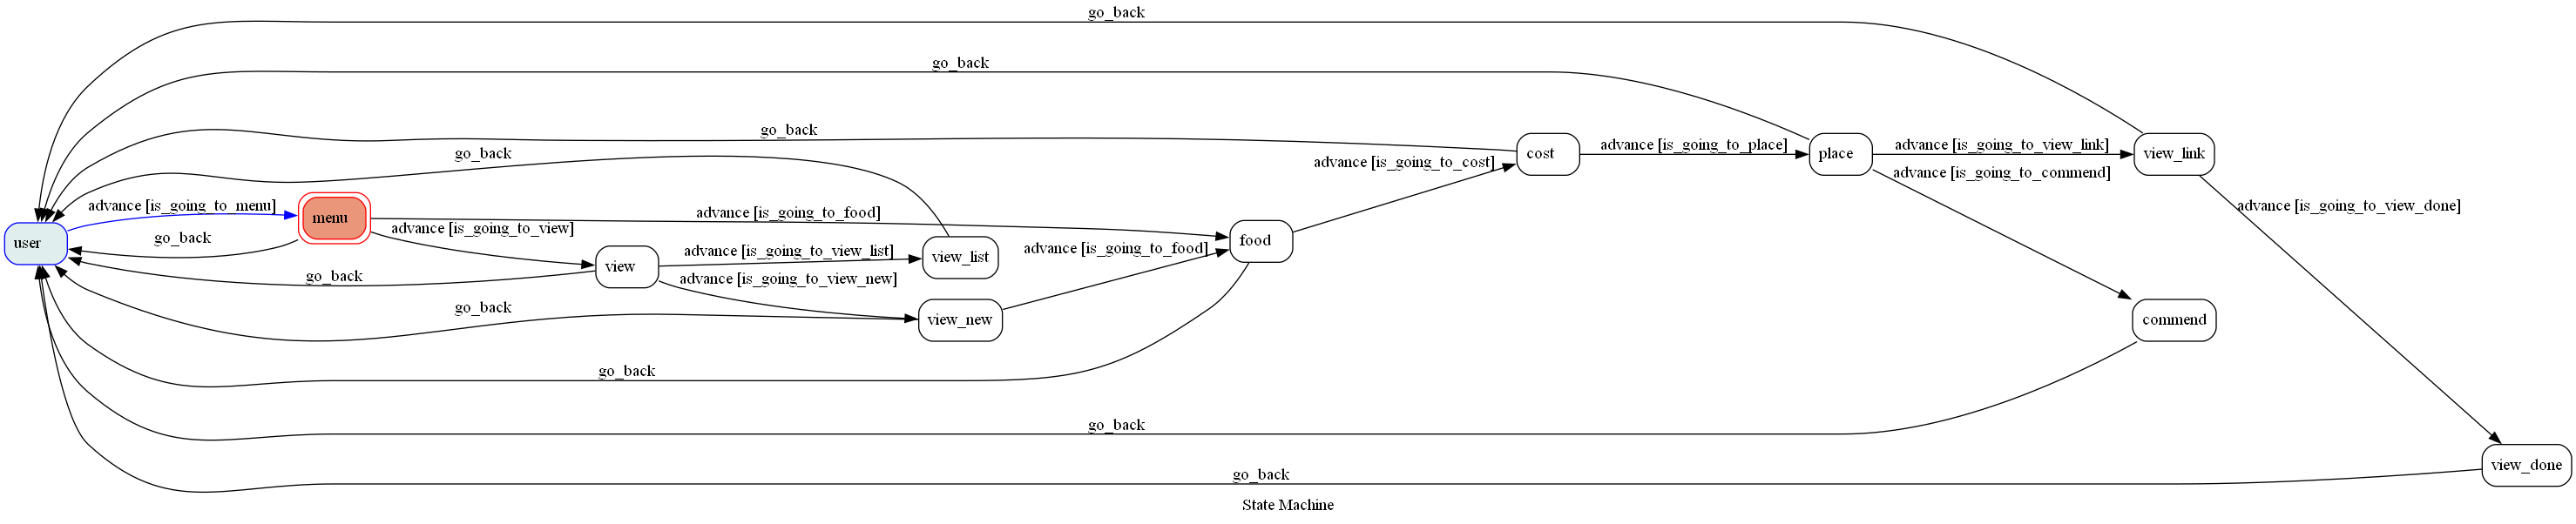 go_back
go_back
go_back
go_back
advance [is_going_to_menu]
user
menu
go_back
advance [is_going_to_food]
advance [is_going_to_view]
go_back
view
advance [is_going_to_view_list]
advance [is_going_to_view_new]
go_back
view_list
view_new
advance [is_going_to_food]
food
go_back
advance [is_going_to_cost]
cost
advance [is_going_to_place]
place
advance [is_going_to_view_link]
advance [is_going_to_commend]
view_link
advance [is_going_to_view_done]
commend
go_back
view_done
go_back
State Machine